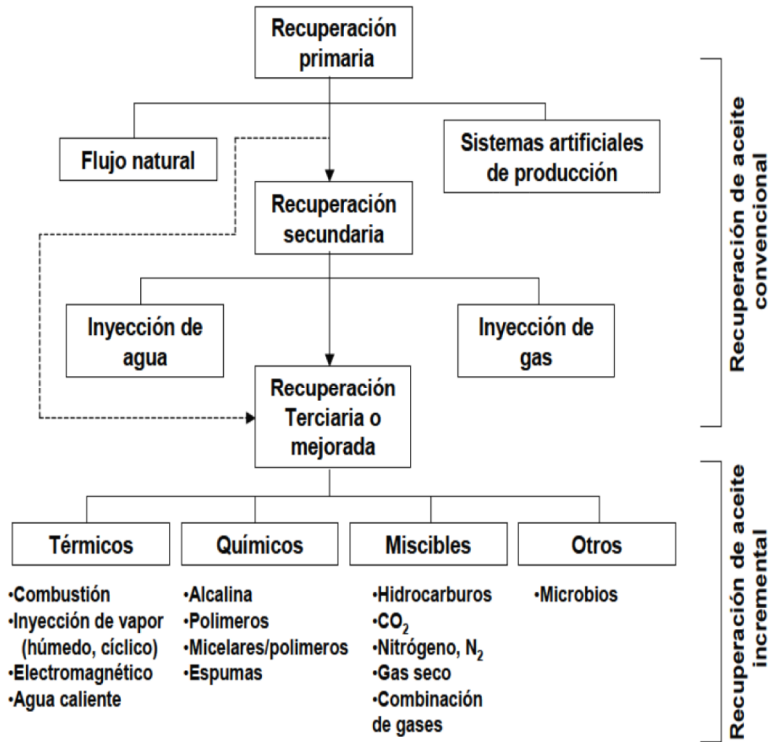 Recuperación
primaria
Flujo natural
Sistemas artificiales
de producción
Recuperación
secundaria
Inyección de
agua
Inyección de
gas
Recuperación
Terciaria o
mejorada
Recuperación de aceite
convencional
Térmicos
Químicos
Miscibles
Otros
•Combustión
•Inyección de vapor
(húmedo, cíclico)
•Electromagnético
•Agua caliente
•Alcalina
•Polimeros
•Micelares/polimeros
•Espumas
•Hidrocarburos
•CO2
•Nitrógeno, N2
•Gas seco
•Combinación
de gases
•Microbios
Recuperación de aceite
incremental